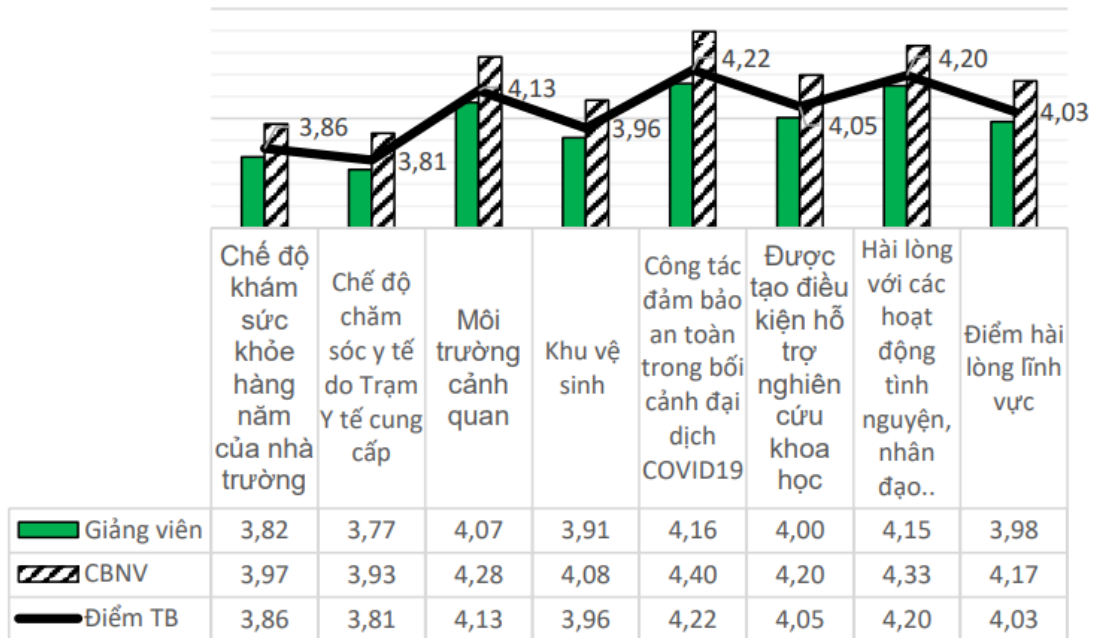 3,86
3,81
4,13
3,96
4,22
4,05
4,20
4,03
Chế độ
khám
sức
khỏe
hàng
năm
của nhà
trường
Chế độ
chăm
sóc y tế
do Trạm
Y tế cung
cấp
Môi
trường
cảnh
quan
Khu vệ
sinh
Công tác
đảm bảo
an toàn
trong bối
cảnh đại
dịch
COVID19
Được
tạo điều
kiện hỗ
trợ
nghiên
cứu
khoa
học
Hài lòng
với các
hoạt
động
tình
nguyện,
nhân
đạo..
Điểm hài
lòng lĩnh
vực
Giảng viên 3,82 3,77 4,07 3,91 4,16 4,00 4,15 3,98
CBNV 3,97 3,93 4,28 4,08 4,40 4,20 4,33 4,17
Điểm TB 3,86 3,81 4,13 3,96 4,22 4,05 4,20 4,03